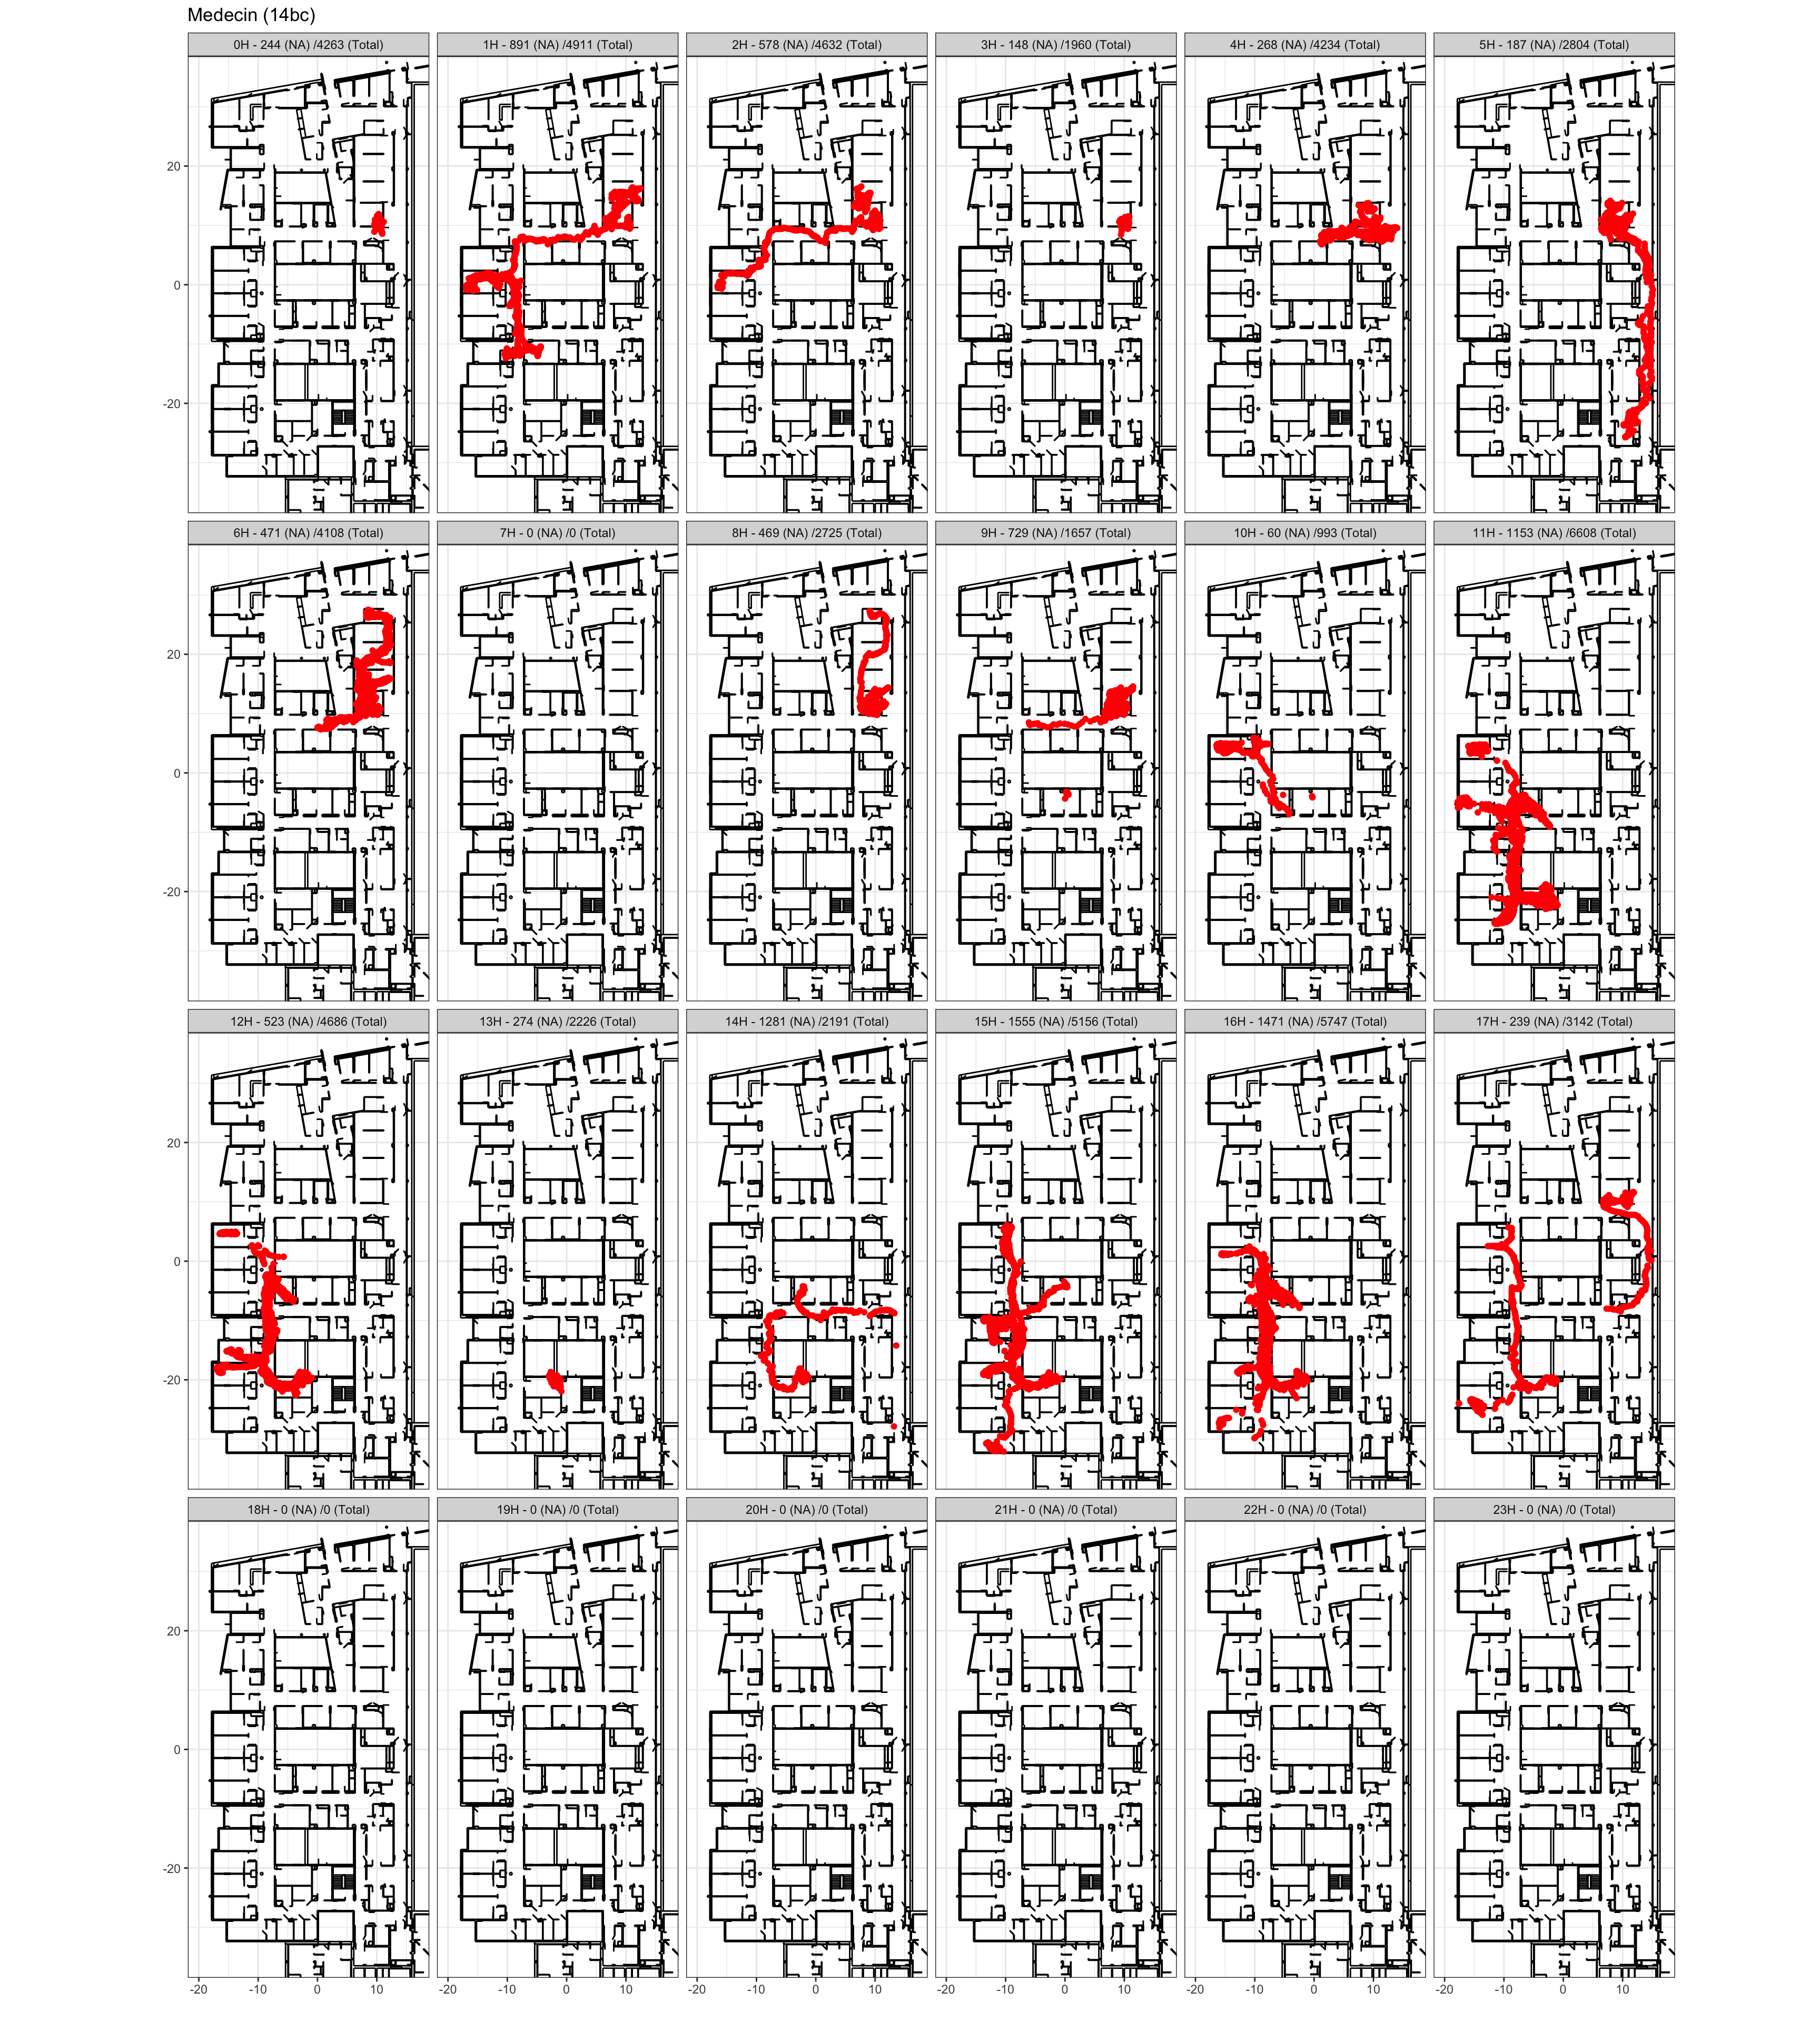 Medecin (14bc)
0H - 244 (NA) /4263 (Total)
1H - 891 (NA) /4911 (Total)
2H - 578 (NA) /4632 (Total)
3H - 148 (NA) /1960 (Total)
4H - 268 (NA) /4234 (Total)
5H - 187 (NA) /2804 (Total)
20
0
-20
6H - 471 (NA) /4108 (Total)
7H - 0 (NA) /0 (Total)
8H - 469 (NA) /2725 (Total)
9H - 729 (NA) /1657 (Total)
10H - 60 (NA) /993 (Total)
11H - 1153 (NA) /6608 (Total)
20
0
-20
12H - 523 (NA) /4686 (Total)
13H - 274 (NA) /2226 (Total)
14H - 1281 (NA) /2191 (Total)
15H - 1555 (NA) /5156 (Total)
16H - 1471 (NA) /5747 (Total)
17H - 239 (NA) /3142 (Total)
20
0
-20
18H - 0 (NA) /0 (Total)
19H - 0 (NA) /0 (Total)
20H - 0 (NA) /0 (Total)
21H - 0 (NA) /0 (Total)
22H - 0 (NA) /0 (Total)
23H - 0 (NA) /0 (Total)
20
0
-20
-20 -10 0 10
-20 -10 0 10
-20 -10 0 10
-20 -10 0 10
-20 -10 0 10
-20 -10 0 10